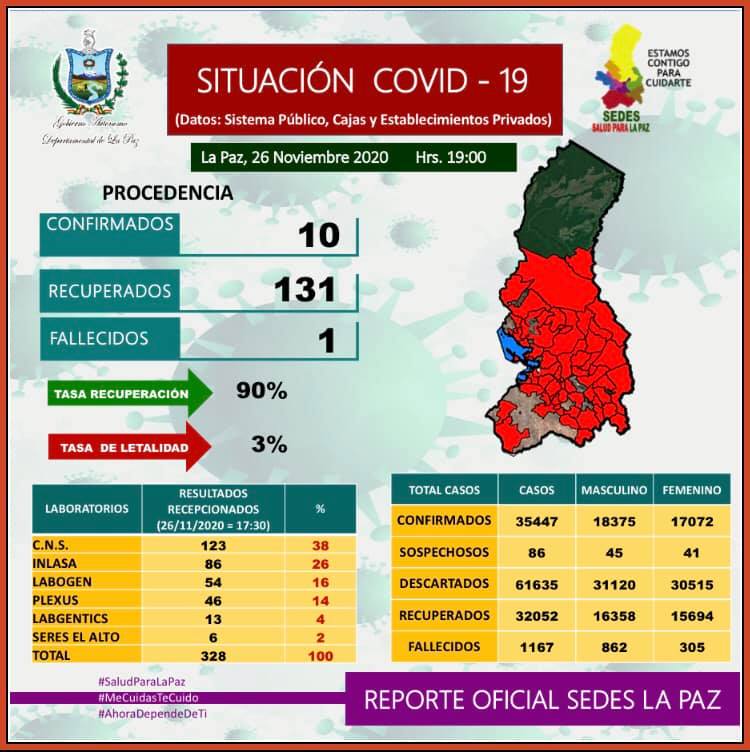 Gobierno Autónomo
Departamental de La Paz
SITUACIÓN COVID - 19
(Datos: Sistema Público, Cajas y Establecimientos Privados)
ESTAMOS
CONTIGO
PARA
CUIDARTE
SEDES
SALUD PARA LA PAZ
La Paz, 26 Noviembre 2020 Hrs. 19:00
PROCEDENCIA
CONFIRMADOS 10
RECUPERADOS 131
FALLECIDOS 1
TASA RECUPERACIÓN 90%
TASA DE LETALIDAD 3%
LABORATORIOS RESULTADOS RECEPCIONADOS (26/11/2020 = 17:30) %
C.N.S. 123 38
INLASA 86 26
LABOGEN 54 16
PLEXUS 46 14
LABGENTICS 13 4
SERES EL ALTO 6 2
TOTAL 328 100
TOTAL CASOS CASOS MASCULINO FEMENINO
CONFIRMADOS 35447 18375 17072
SOSPECHOSOS 86 45 41
DESCARTADOS 61635 31120 30515
RECUPERADOS 32052 16358 15694
FALLECIDOS 1167 862 305
#SaludParaLaPaz
#MeCuidasTeCuido
#AhoraDependeDeTi
REPORTE OFICIAL SEDES LA PAZ